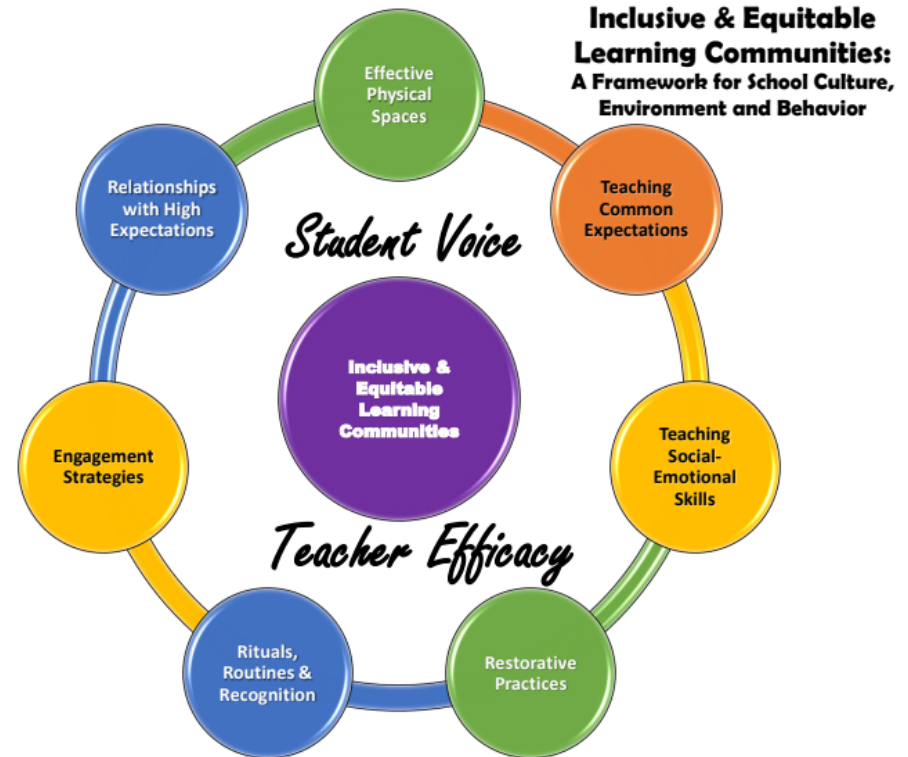 Inclusive & Equitable
Learning Communities:
A Framework for School Culture,
Environment and Behavior
Effective
Physical
Spaces
Relationships
with High
Expectations
Teaching
Common
Expectations
Student Voice
Inclusive &
Equitable
Learning
Communities
Engagement
Strategies
Teaching
Social-
Emotional
Skills
Teacher Efficacy
Rituals,
Routines &
Recognition
Restorative
Practices